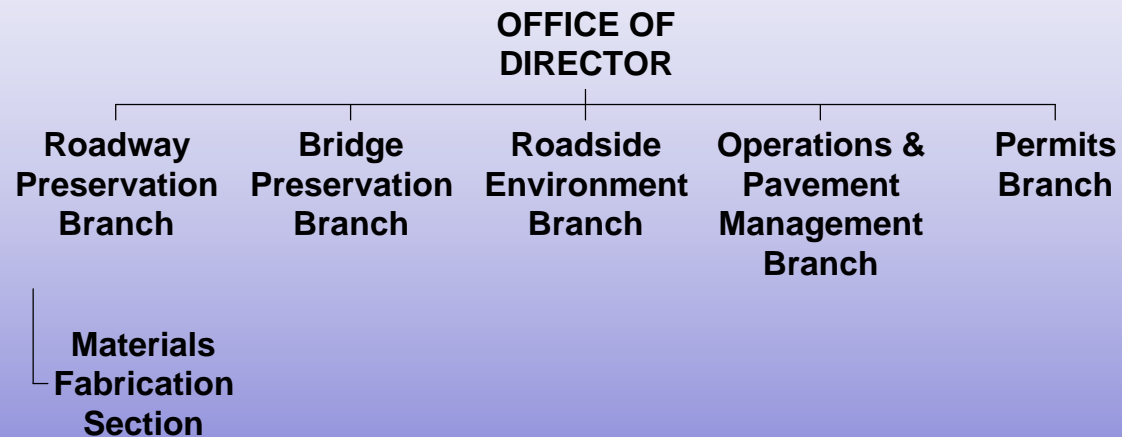 OFFICE OF
DIRECTOR
Roadway
Preservation
Branch
Bridge
Preservation
Branch
Roadside
Environment
Branch
Operations &
Pavement
Management
Branch
Permits
Branch
Materials
Fabrication
Section